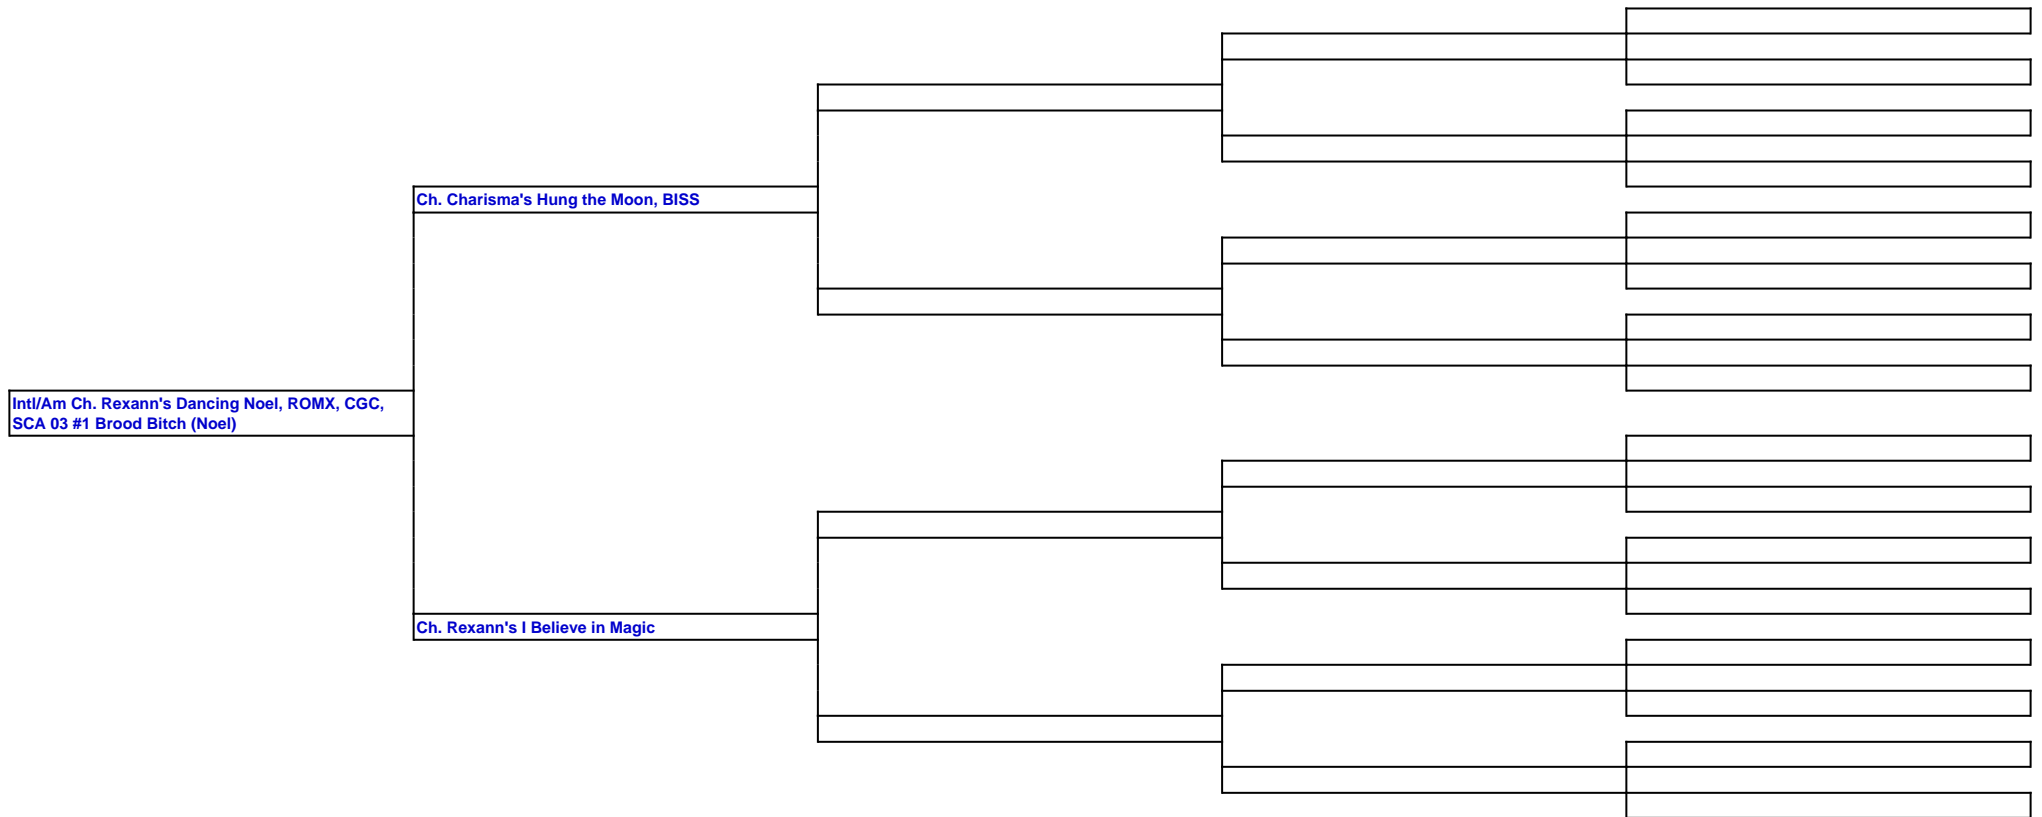 Ch. Charisma's Hung the Moon, BISS
Intl/Am Ch. Rexann's Dancing Noel, ROMX, CGC,
SCA 03 #1 Brood Bitch (Noel)
Ch. Rexann's I Believe in Magic